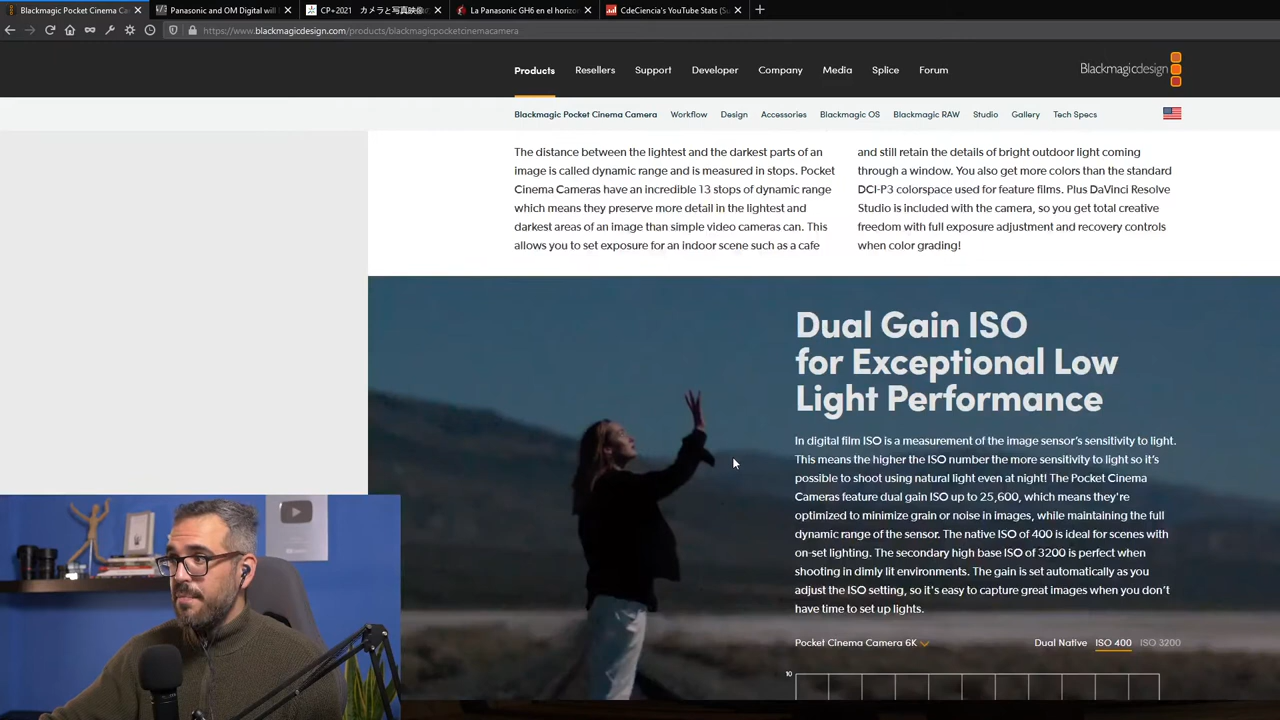 Blackmagic Pocket Cinema Ca
Panasonic and OM Digital will
CP+2021 カメラと写真映像の
La Panasonic GH6 en el horizon
CdeCiencia's YouTube Stats (Su
https://www.blackmagicdesign.com/products/blackmagicpocketcinemacamera
Products
Resellers
Support
Developer
Company
Media
Splice
Forum
Blackmagicdesign
Blackmagic Pocket Cinema Camera
Workflow
Design
Accessories
Blackmagic OS
Blackmagic RAW
Studio
Gallery
Tech Specs
The distance between the lightest and the darkest parts of an
image is called dynamic range and is measured in stops. Pocket
Cinema Cameras have an incredible 13 stops of dynamic range
which means they preserve more detail in the lightest and
darkest areas of an image than simple video cameras can. This
allows you to set exposure for an indoor scene such as a cafe
and still retain the details of bright outdoor light coming
through a window. You also get more colors than the standard
DCI-P3 colorspace used for feature films. Plus DaVinci Resolve
Studio is included with the camera, so you get total creative
freedom with full exposure adjustment and recovery controls
when color grading!
Dual Gain ISO
for Exceptional Low
Light Performance
In digital film ISO is a measurement of the image sensor's sensitivity to light.
This means the higher the ISO number the more sensitivity to light so it's
possible to shoot using natural light even at night! The Pocket Cinema
Cameras feature dual gain ISO up to 25,600, which means they're
optimized to minimize grain or noise in images, while maintaining the full
dynamic range of the sensor. The native ISO of 400 is ideal for scenes with
on-set lighting. The secondary high base ISO of 3200 is perfect when
shooting in dimly lit environments. The gain is set automatically as you
adjust the ISO setting, so it's easy to capture great images when you don't
have time to set up lights.
Pocket Cinema Camera 6K
Dual Native
ISO 400
ISO 3200
10